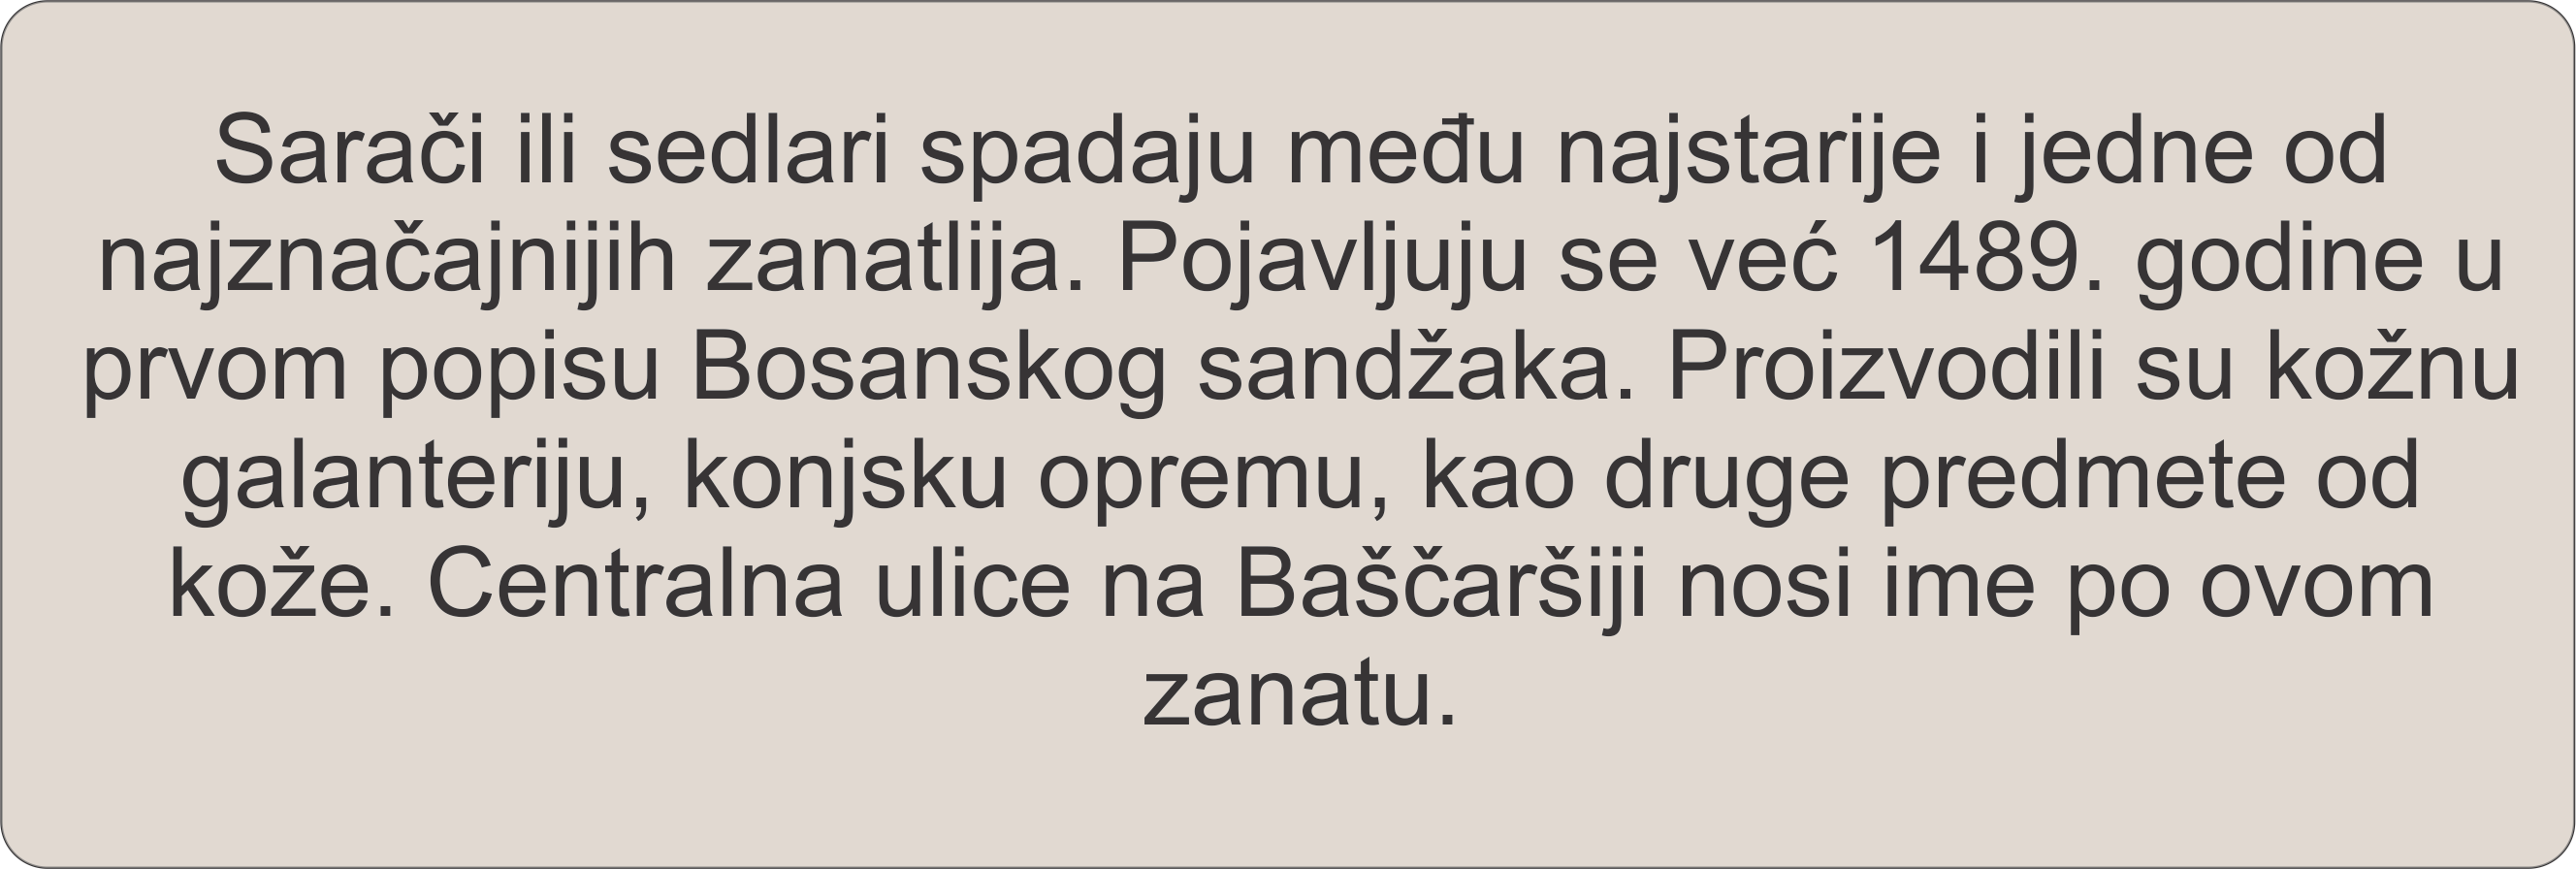 Sarači ili sedlari spadaju među najstarije i jedne od
najznačajnijih zanatlija. Pojavljuju se već 1489. godine u
prvom popisu Bosanskog sandžaka. Proizvodili su kožnu
galanteriju, konjsku opremu, kao druge predmete od
kože. Centralna ulice na Baščaršiji nosi ime po ovom
zanatu.